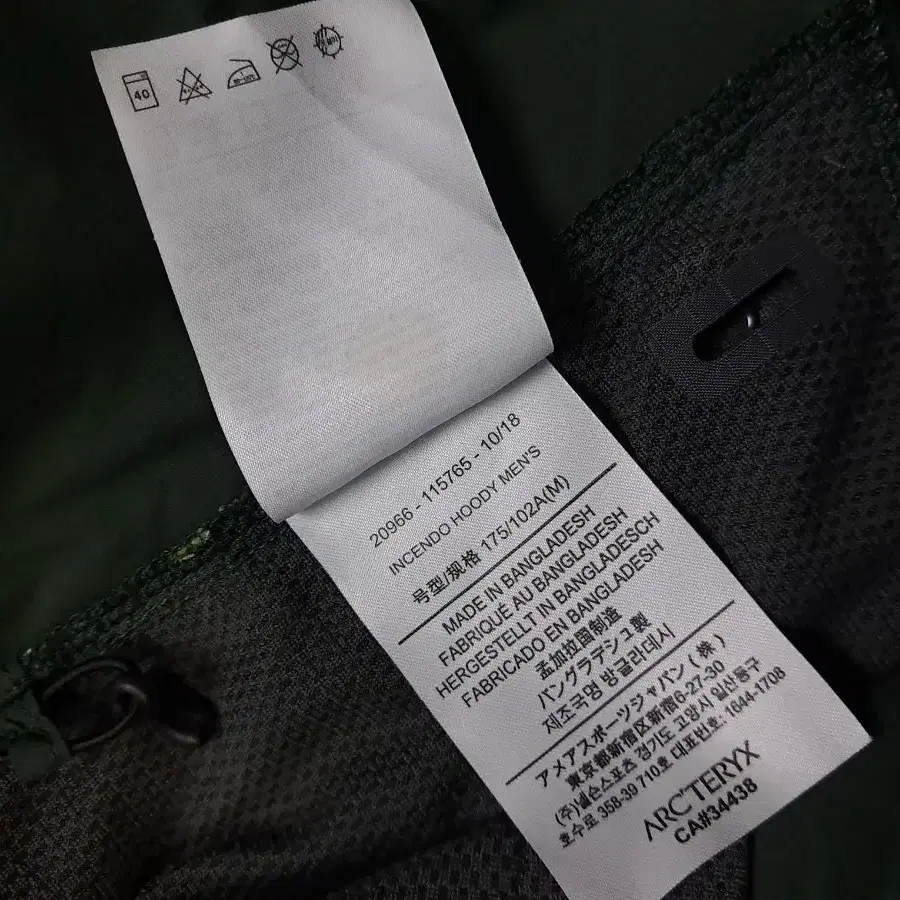 40
20966 - 115765 - 10/18
INCENDO HOODY MEN'S
号型/规格 175/102A(M)
MADE IN BANGLADESH
FABRIQUÉ AU BANGLADESH
HERGESTELLT IN BANGLADESCH
FABRICADO EN BANGLADESH
孟加拉国制造
バングラデシュ製
제조국명 방글라데시
アメアスポーツジャパン (株)
東京都新宿区新宿6-27-30
(주)넬슨스포츠 경기도 고양시 일산동구
호수로 358-39 710호 대표번호: 1644-1708
ARC'TERYX
CA#34438